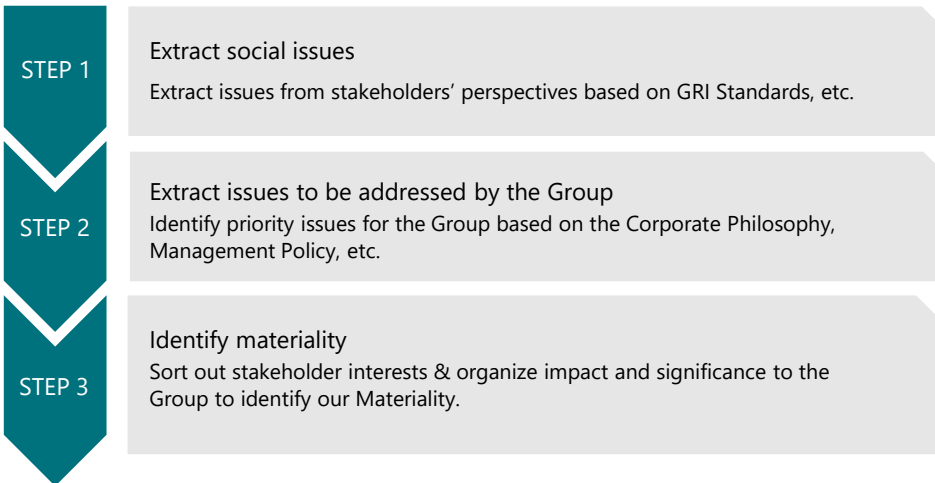 STEP 1
Extract social issues
Extract issues from stakeholders’ perspectives based on GRI Standards, etc.
STEP 2
Extract issues to be addressed by the Group
Identify priority issues for the Group based on the Corporate Philosophy,
Management Policy, etc.
STEP 3
Identify materiality
Sort out stakeholder interests & organize impact and significance to the
Group to identify our Materiality.